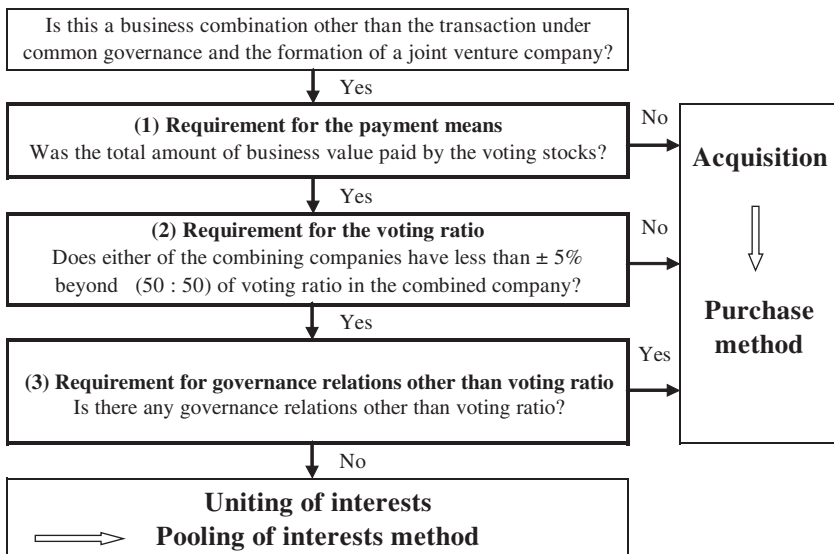 Is this a business combination other than the transaction under
common governance and the formation of a joint venture company?
Yes
(1) Requirement for the payment means
Was the total amount of business value paid by the voting stocks?
No
Yes
(2) Requirement for the voting ratio
Does either of the combining companies have less than ± 5%
beyond (50 : 50) of voting ratio in the combined company?
No
Yes
(3) Requirement for governance relations other than voting ratio
Is there any governance relations other than voting ratio?
Yes
No
Acquisition
Purchase
method
Uniting of interests
Pooling of interests method